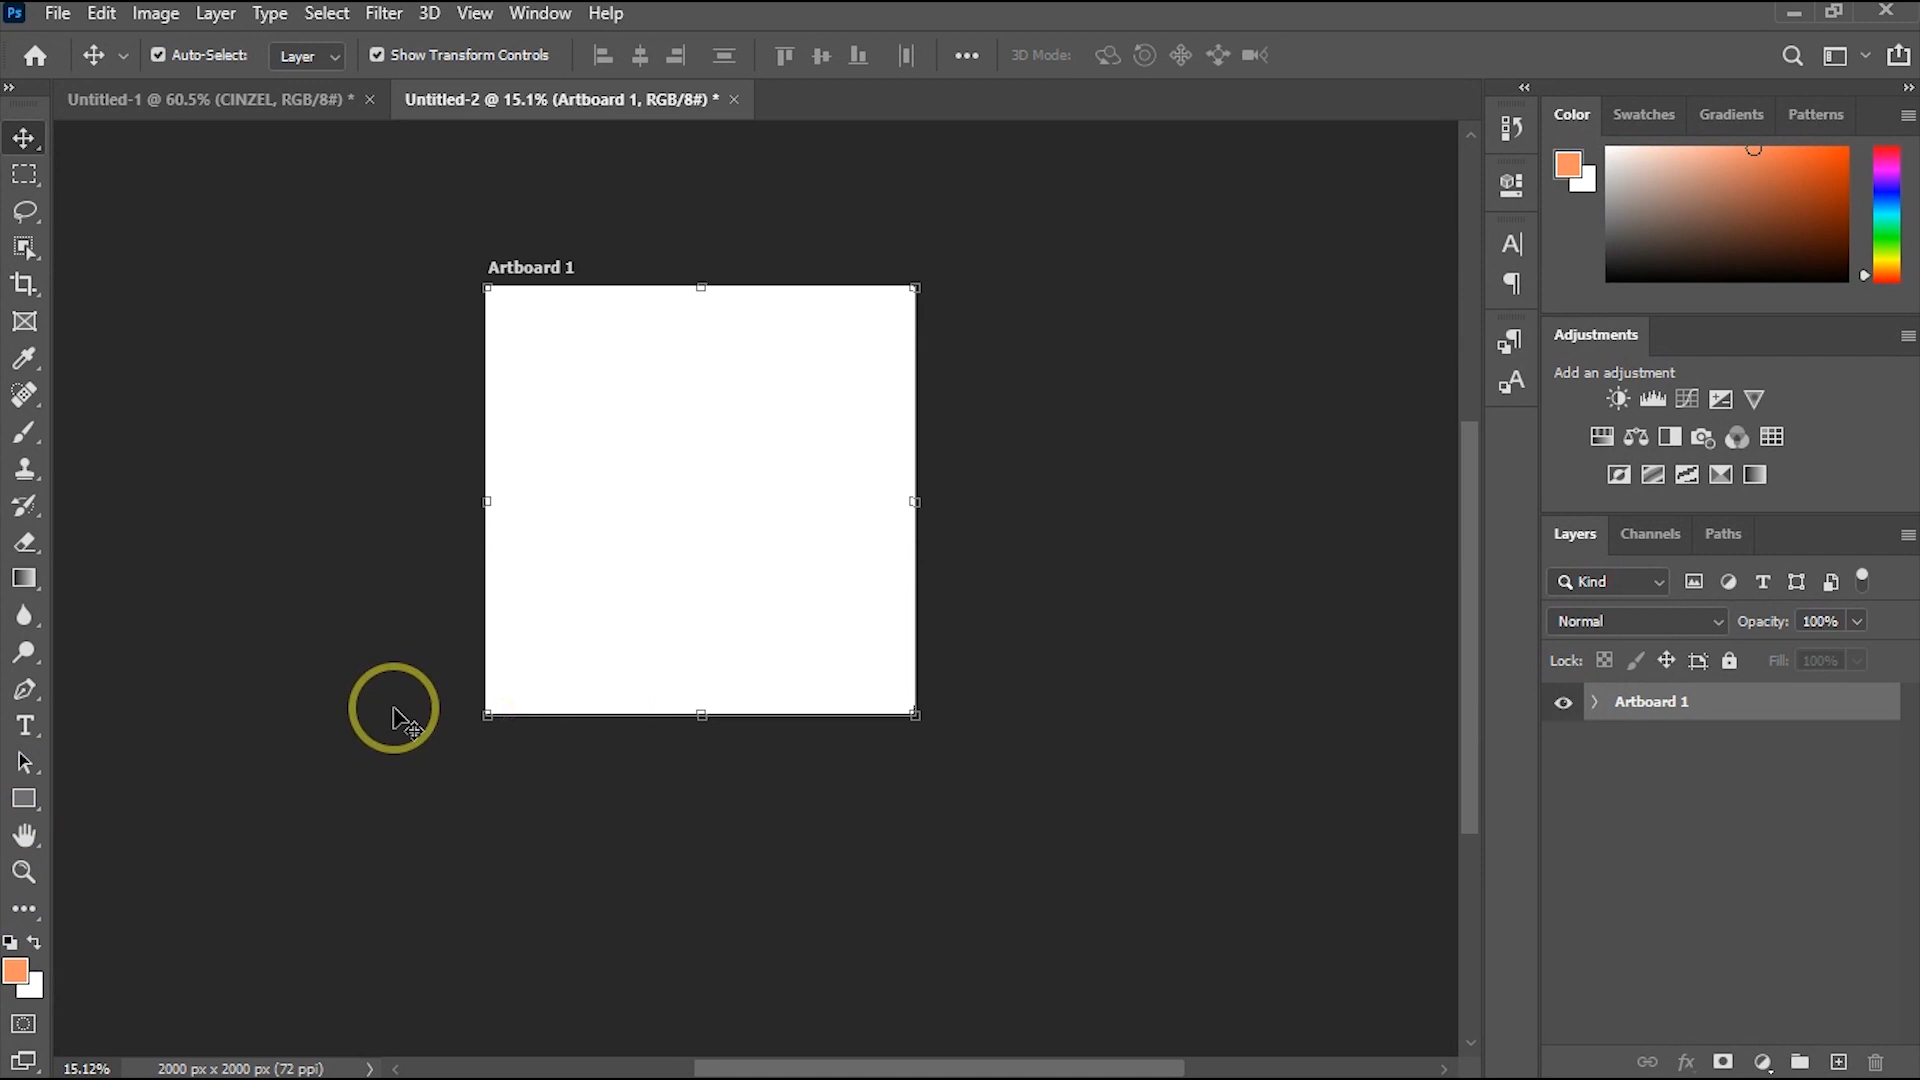 Ps File Edit Image Layer Type Select Filter 3D View Window Help
Auto-Select: Layer Show Transform Controls 3D Mode:
Untitled-1 @ 60.5% (CINZEL, RGB/8#) * Untitled-2 @ 15.1% (Artboard 1, RGB/8#) *
Color Swatches Gradients Patterns
Artboard 1
Adjustments
Add an adjustment
Layers Channels Paths
Kind
Normal Opacity: 100%
Lock: Fill: 100%
Artboard 1
15.12% 2000 px x 2000 px (72 ppi)